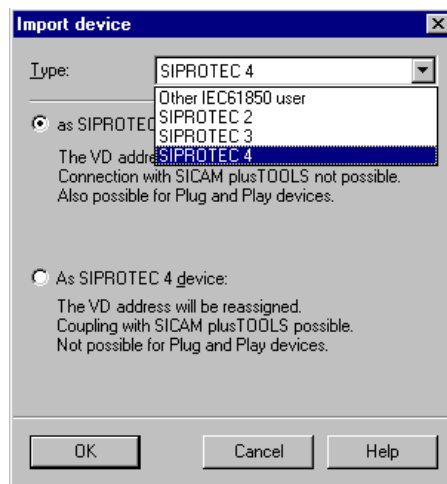 Import device
Type:
SIPROTEC 4
Other IEC61850 user
SIPROTEC 2
SIPROTEC 3
SIPROTEC 4
as SIPROTEC
The VD addre
Connection with SICAM plusTOOLS not possible.
Also possible for Plug and Play devices.
As SIPROTEC 4 device:
The VD address will be reassigned.
Coupling with SICAM plusTOOLS possible.
Not possible for Plug and Play devices.
OK
Cancel
Help